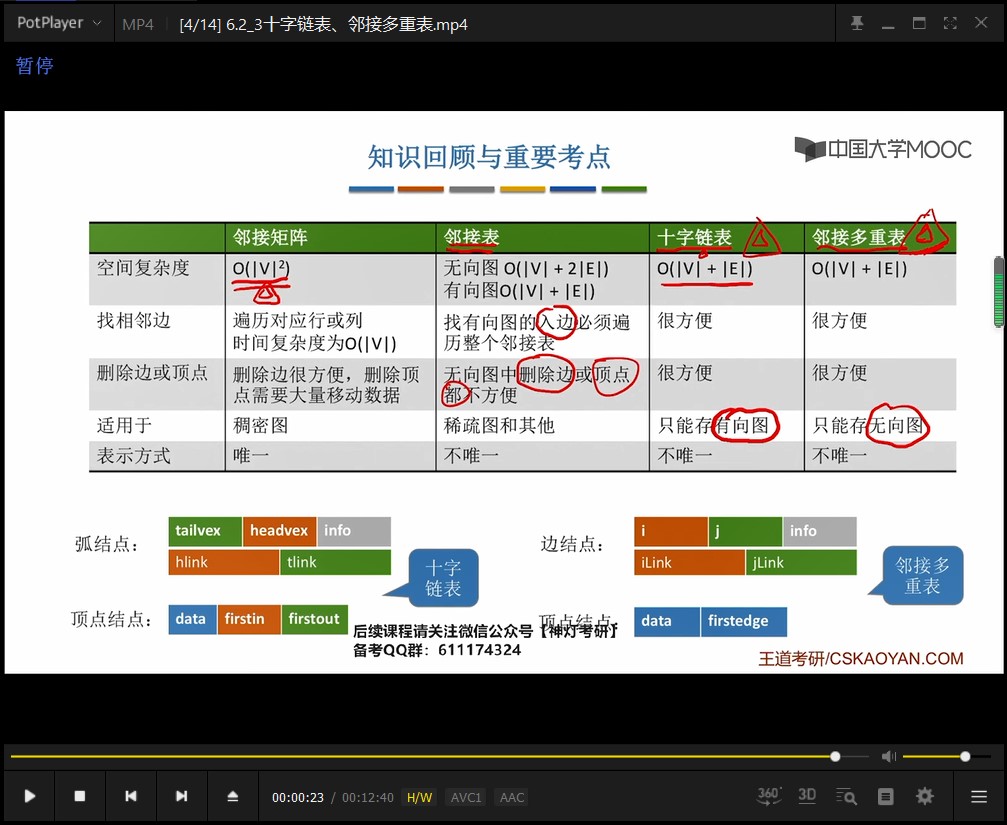 PotPlayer MP4 [4/14] 6.2_3十字链表、邻接多重表.mp4
暂停
中国大学MOOC
知识回顾与重要考点
邻接矩阵 邻接表 十字链表 邻接多重表
空间复杂度 O(|V|²) 无向图 O(|V| + 2|E|) O(|V| + |E|) O(|V| + |E|)
有向图O(|V| + |E|)
找相邻边 遍历对应行或列 找有向图的入边必须遍 很方便 很方便
时间复杂度为O(|V|) 历整个邻接表
删除边或顶点 删除边很方便，删除顶 无向图中删除边或顶点 很方便 很方便
点需要大量移动数据 都不方便
适用于 稠密图 稀疏图和其他 只能存有向图 只能存无向图
表示方式 唯一 不唯一 不唯一 不唯一
弧结点： tailvex headvex info
hlink tlink
十字
链表
顶点结点： data firstin firstout
边结点： i j info
iLink jLink
邻接多
重表
顶点结点： data firstedge
后续课程请关注微信公众号【神灯考研】
备考QQ群：611174324
王道考研/CSKAOYAN.COM
00:00:23 / 00:12:40 H/W AVC1 AAC
360° 3D